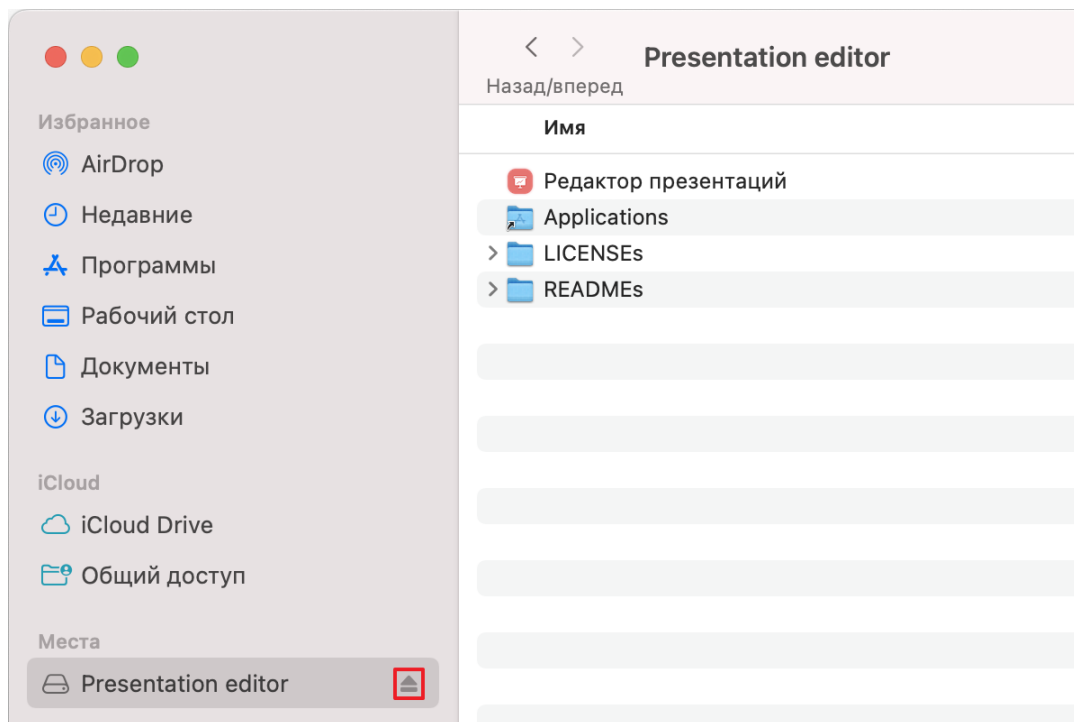 Избранное
AirDrop
Недавние
Программы
Рабочий стол
Документы
Загрузки
iCloud
iCloud Drive
Общий доступ
Места
Presentation editor
Presentation editor
Назад/вперед
Имя
Редактор презентаций
Applications
LICENSEs
READMEs